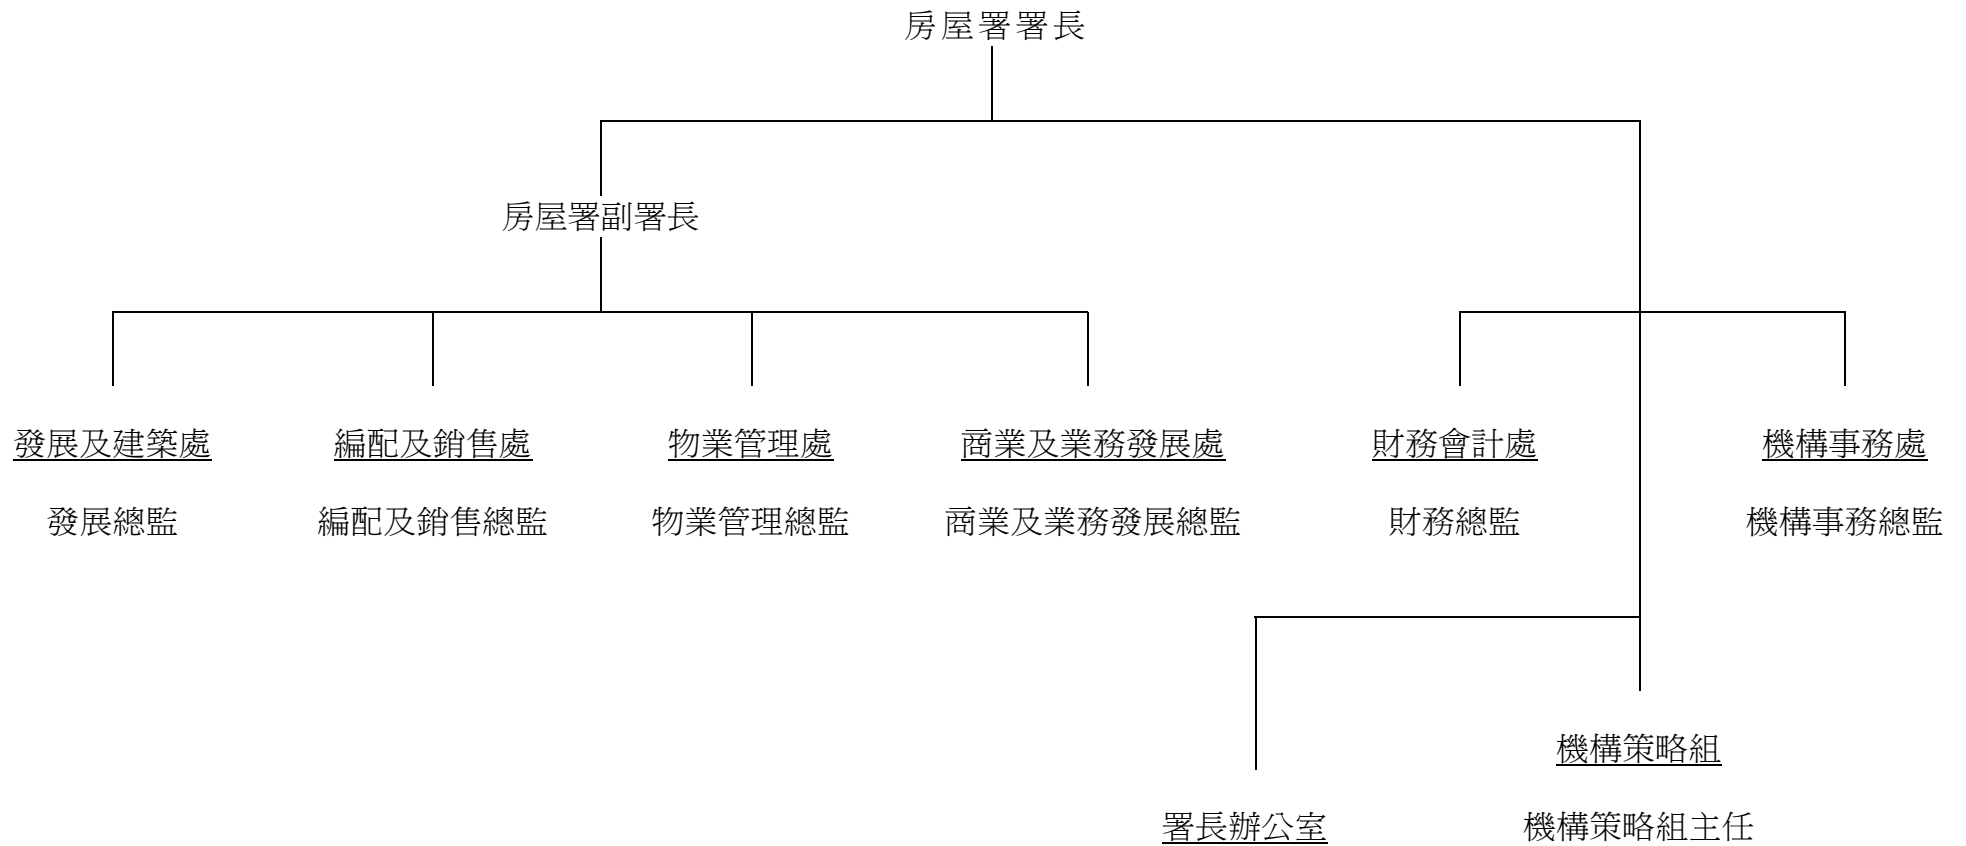 房屋署署長
房屋署副署長
發展及建築處 編配及銷售處 物業管理處 商業及業務發展處 財務會計處 機構事務處
發展總監 編配及銷售總監 物業管理總監 商業及業務發展總監 財務總監 機構事務總監
機構策略組
署長辦公室 機構策略組主任